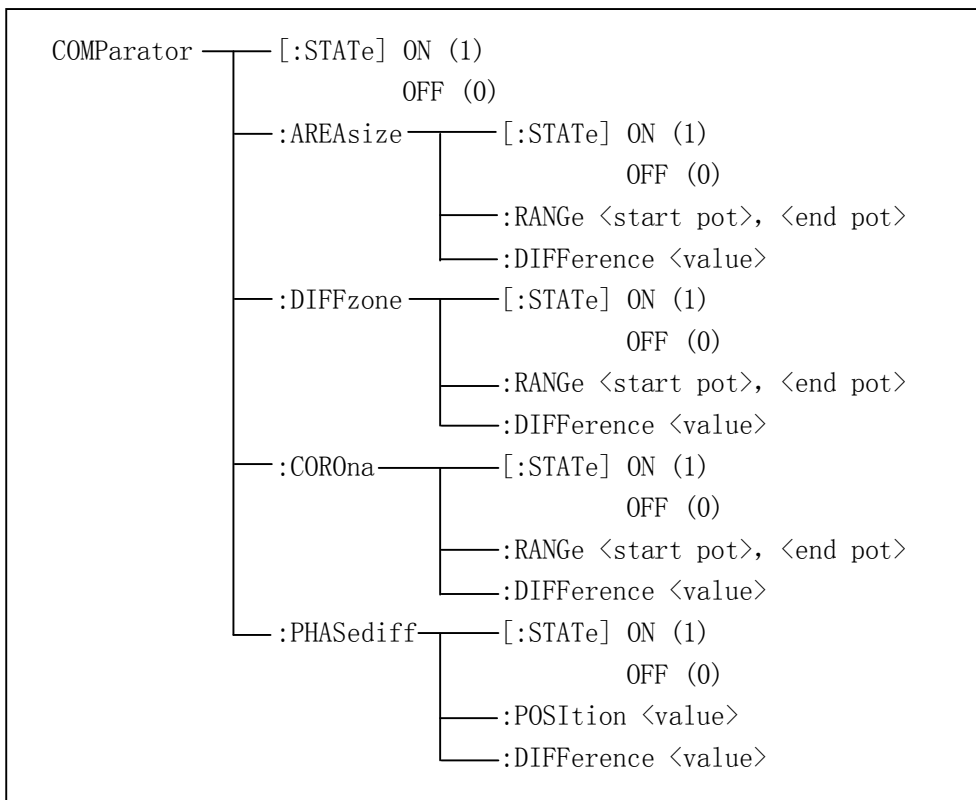 COMParator [:STATe] ON (1)
OFF (0)
:AREAsize [:STATe] ON (1)
OFF (0)
:RANGe <start pot>, <end pot>
:DIFFerence <value>
:DIFFzone [:STATe] ON (1)
OFF (0)
:RANGe <start pot>, <end pot>
:DIFFerence <value>
:COROna [:STATe] ON (1)
OFF (0)
:RANGe <start pot>, <end pot>
:DIFFerence <value>
:PHASediff [:STATe] ON (1)
OFF (0)
:POSItion <value>
:DIFFerence <value>